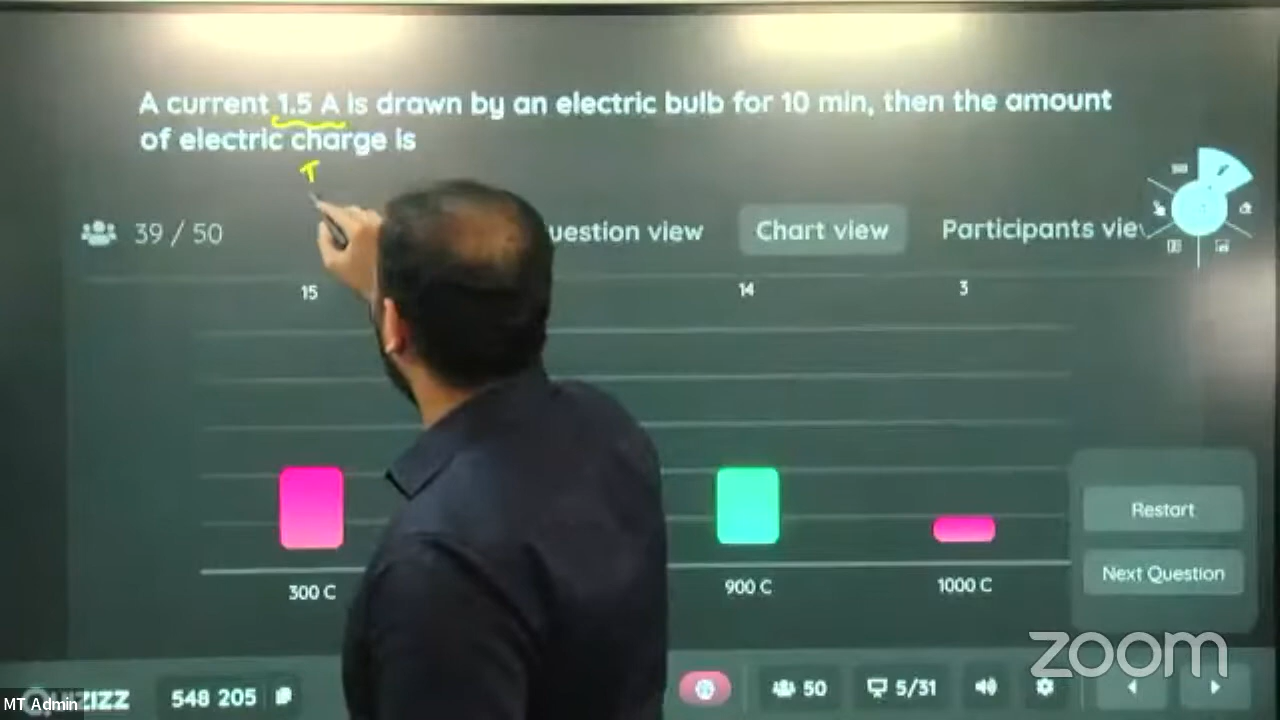 A current 1.5 A is drawn by an electric bulb for 10 min, then the amount
of electric charge is
39 / 50
uestion view
Chart view
Participants vie
15
14
3
300 C
900 C
1000 C
Restart
Next Question
zoom
MT Admin
ZIZZ
548 205
50
5/31